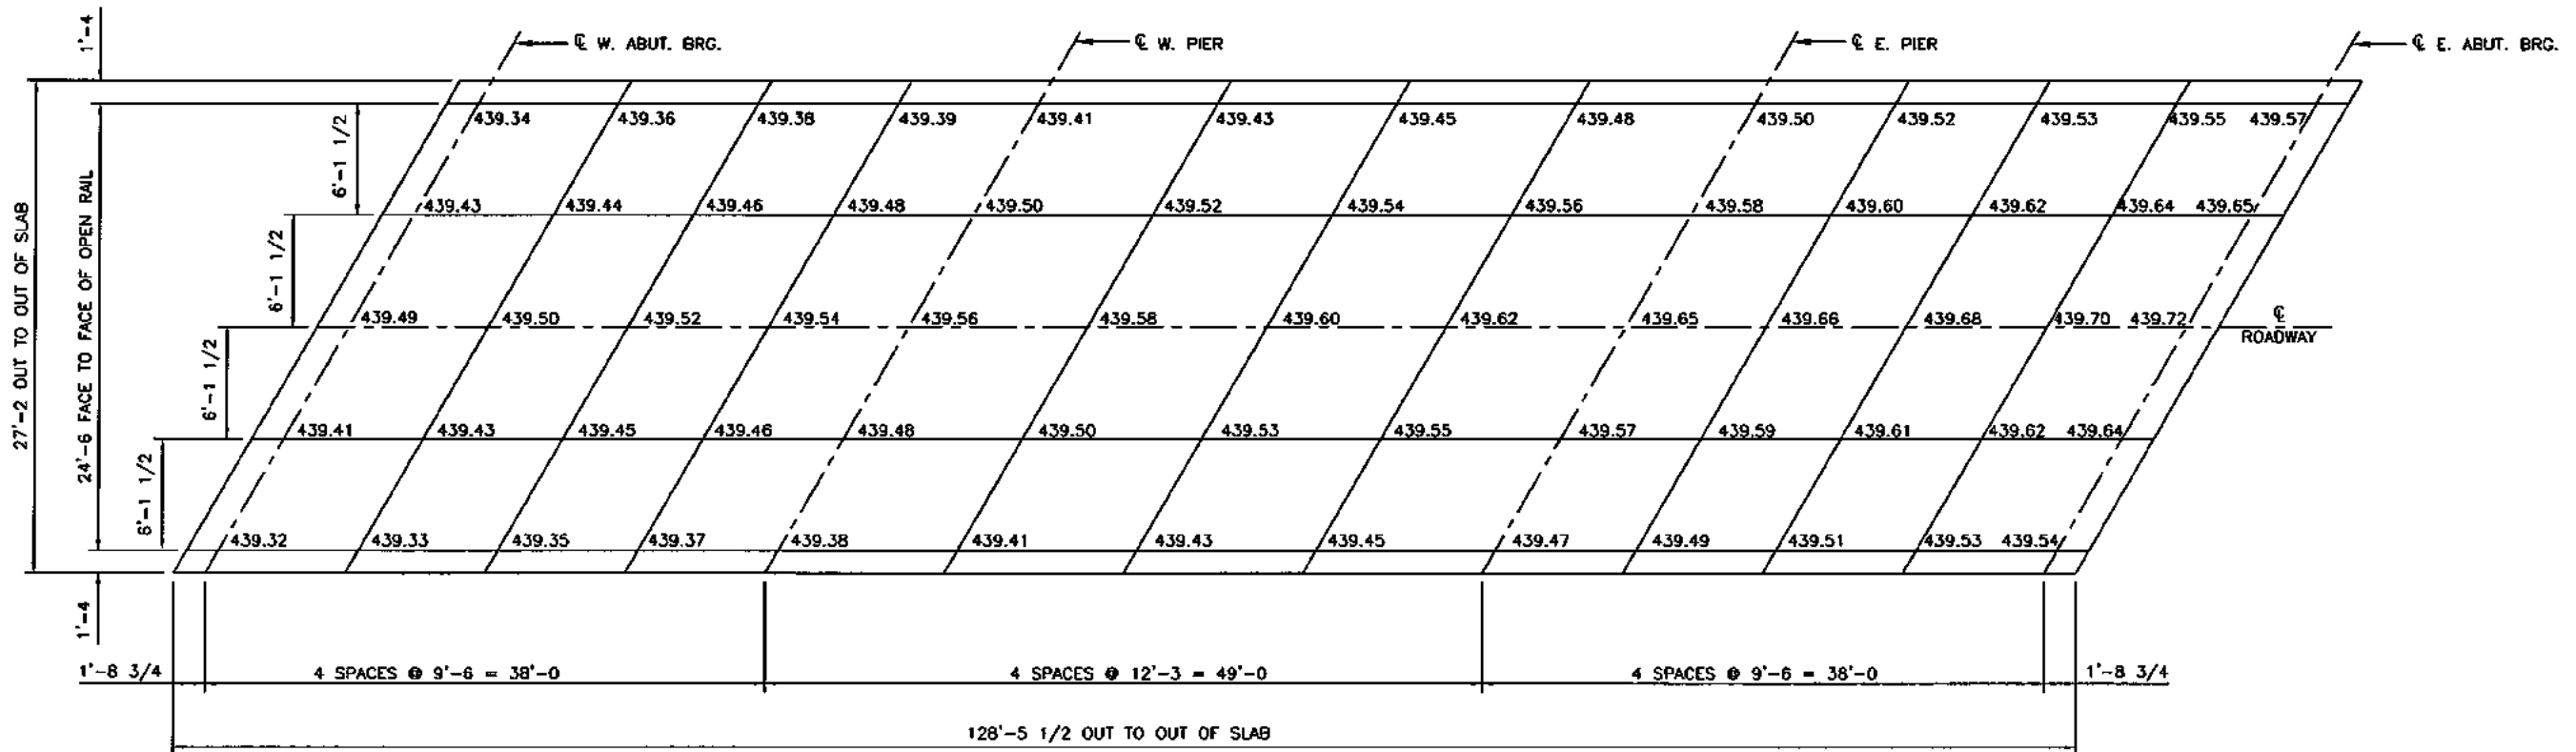 1'-4
℄ W. ABUT. BRG.
℄ W. PIER
℄ E. PIER
℄ E. ABUT. BRG.
439.34 439.36 439.38 439.39 439.41 439.43 439.45 439.48 439.50 439.52 439.53 439.55 439.57
6'-1 1/2
439.43 439.44 439.46 439.48 439.50 439.52 439.54 439.56 439.58 439.60 439.62 439.64 439.65
27'-2 OUT TO OUT OF SLAB
24'-6 FACE TO FACE OF OPEN RAIL
6'-1 1/2
439.49 439.50 439.52 439.54 439.56 439.58 439.60 439.62 439.65 439.66 439.68 439.70 439.72
℄
ROADWAY
6'-1 1/2
439.41 439.43 439.45 439.46 439.48 439.50 439.53 439.55 439.57 439.59 439.61 439.62 439.64
6'-1 1/2
439.32 439.33 439.35 439.37 439.38 439.41 439.43 439.45 439.47 439.49 439.51 439.53 439.54
1'-4
1'-8 3/4
4 SPACES @ 9'-6 = 38'-0
4 SPACES @ 12'-3 = 49'-0
4 SPACES @ 9'-6 = 38'-0
1'-8 3/4
128'-5 1/2 OUT TO OUT OF SLAB